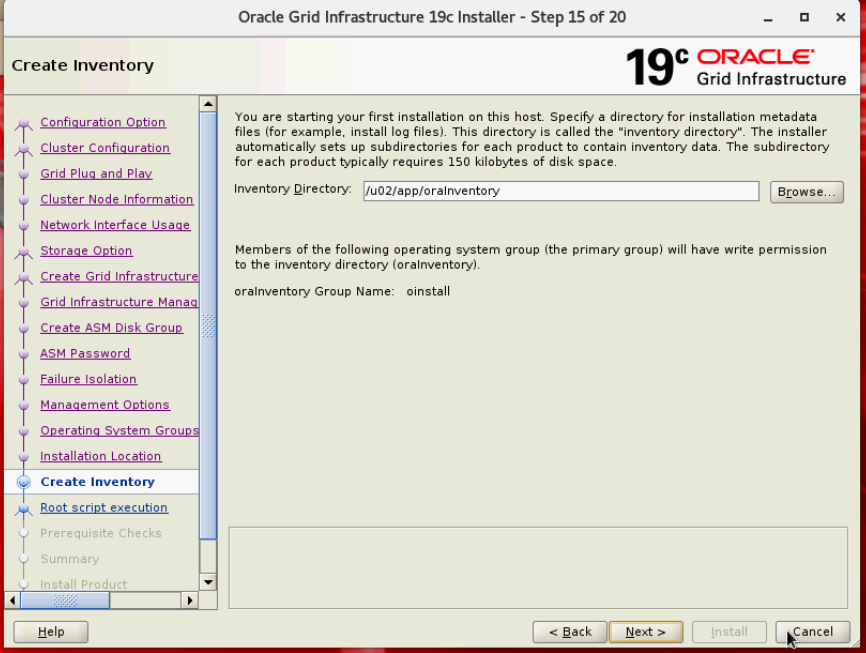 Oracle Grid Infrastructure 19c Installer - Step 15 of 20
Create Inventory
19c ORACLE
Grid Infrastructure
Configuration Option
Cluster Configuration
Grid Plug and Play
Cluster Node Information
Network Interface Usage
Storage Option
Create Grid Infrastructure
Grid Infrastructure Manag
Create ASM Disk Group
ASM Password
Failure Isolation
Management Options
Operating System Groups
Installation Location
Create Inventory
Root script execution
Prerequisite Checks
Summary
Install Product
You are starting your first installation on this host. Specify a directory for installation metadata
files (for example, install log files). This directory is called the "inventory directory". The installer
automatically sets up subdirectories for each product to contain inventory data. The subdirectory
for each product typically requires 150 kilobytes of disk space.
Inventory Directory: /u02/app/oraInventory Browse...
Members of the following operating system group (the primary group) will have write permission
to the inventory directory (oraInventory).
oraInventory Group Name: oinstall
Help < Back Next > Install Cancel